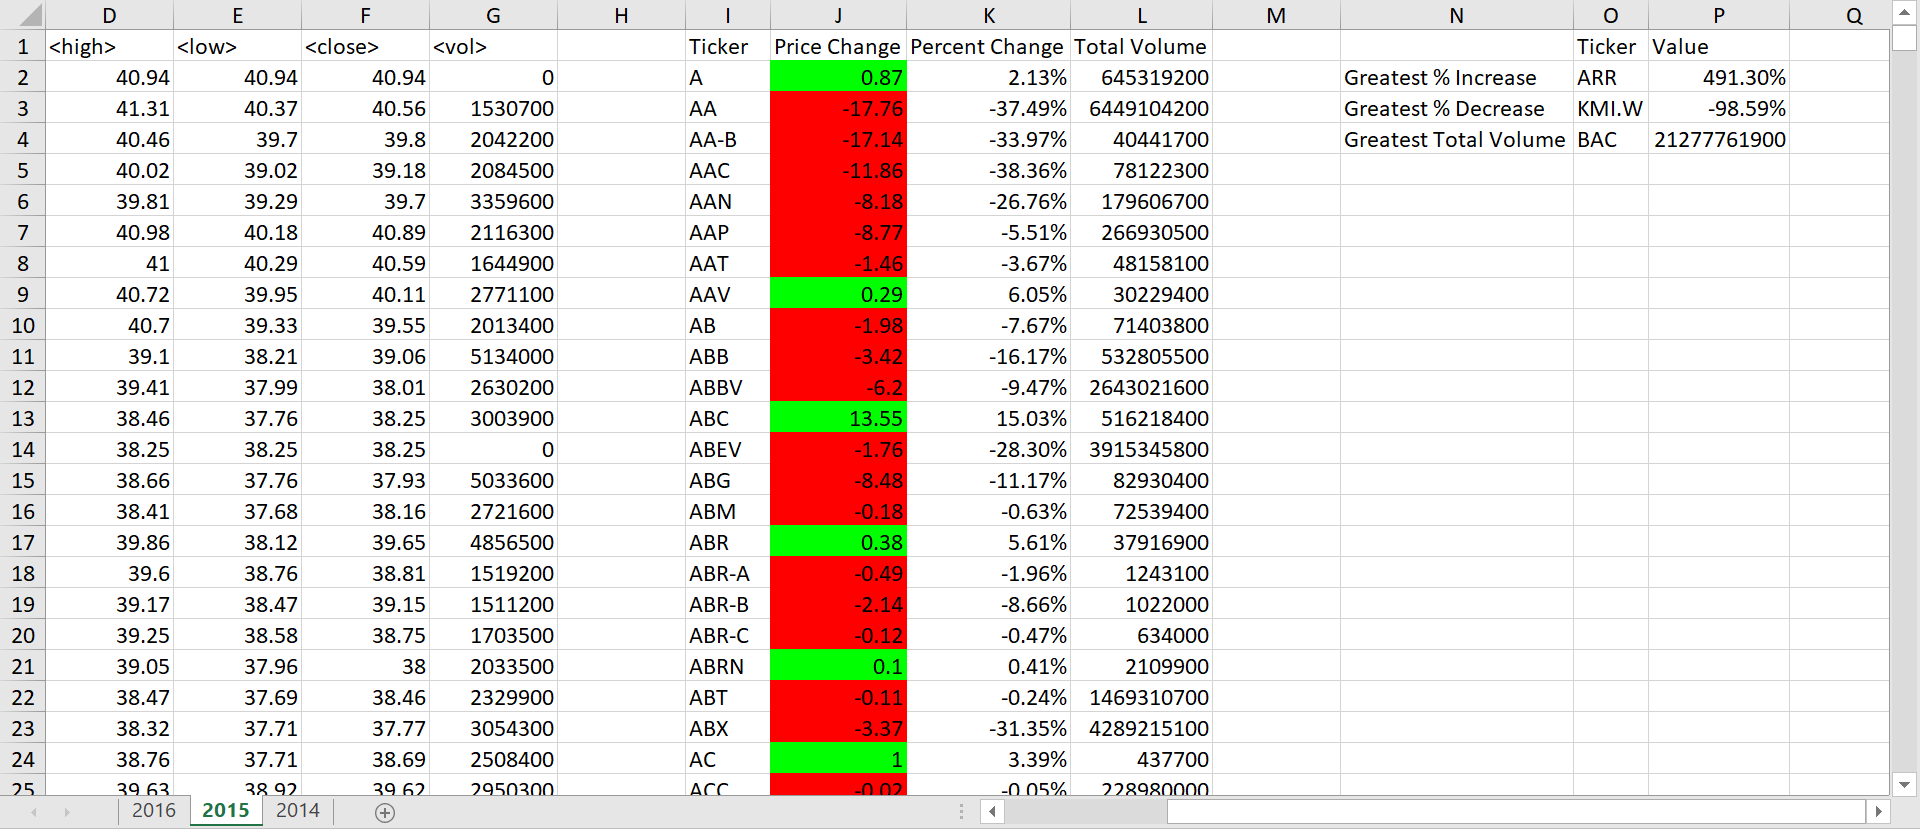 D E F G H I J K L M N O P Q
1 <high> <low> <close> <vol> Ticker Price Change Percent Change Total Volume Ticker Value
2 40.94 40.94 40.94 0 A 0.87 2.13% 645319200 Greatest % Increase ARR 491.30%
3 41.31 40.37 40.56 1530700 AA -17.76 -37.49% 6449104200 Greatest % Decrease KMI.W -98.59%
4 40.46 39.7 39.8 2042200 AA-B -17.14 -33.97% 40441700 Greatest Total Volume BAC 21277761900
5 40.02 39.02 39.18 2084500 AAC -11.86 -38.36% 78122300
6 39.81 39.29 39.7 3359600 AAN -8.18 -26.76% 179606700
7 40.98 40.18 40.89 2116300 AAP -8.77 -5.51% 266930500
8 41 40.29 40.59 1644900 AAT -1.46 -3.67% 48158100
9 40.72 39.95 40.11 2771100 AAV 0.29 6.05% 30229400
10 40.7 39.33 39.55 2013400 AB -1.98 -7.67% 71403800
11 39.1 38.21 39.06 5134000 ABB -3.42 -16.17% 532805500
12 39.41 37.99 38.01 2630200 ABBV -6.2 -9.47% 2643021600
13 38.46 37.76 38.25 3003900 ABC 13.55 15.03% 516218400
14 38.25 38.25 38.25 0 ABEV -1.76 -28.30% 3915345800
15 38.66 37.76 37.93 5033600 ABG -8.48 -11.17% 82930400
16 38.41 37.68 38.16 2721600 ABM -0.18 -0.63% 72539400
17 39.86 38.12 39.65 4856500 ABR 0.38 5.61% 37916900
18 39.6 38.76 38.81 1519200 ABR-A -0.49 -1.96% 1243100
19 39.17 38.47 39.15 1511200 ABR-B -2.14 -8.66% 1022000
20 39.25 38.58 38.75 1703500 ABR-C -0.12 -0.47% 634000
21 39.05 37.96 38 2033500 ABRN 0.1 0.41% 2109900
22 38.47 37.69 38.46 2329900 ABT -0.11 -0.24% 1469310700
23 38.32 37.71 37.77 3054300 ABX -3.37 -31.35% 4289215100
24 38.76 37.71 38.69 2508400 AC 1 3.39% 437700
25 39.63 38.92 39.62 2950300 ACC -0.02 -0.05% 228980000
2016 2015 2014